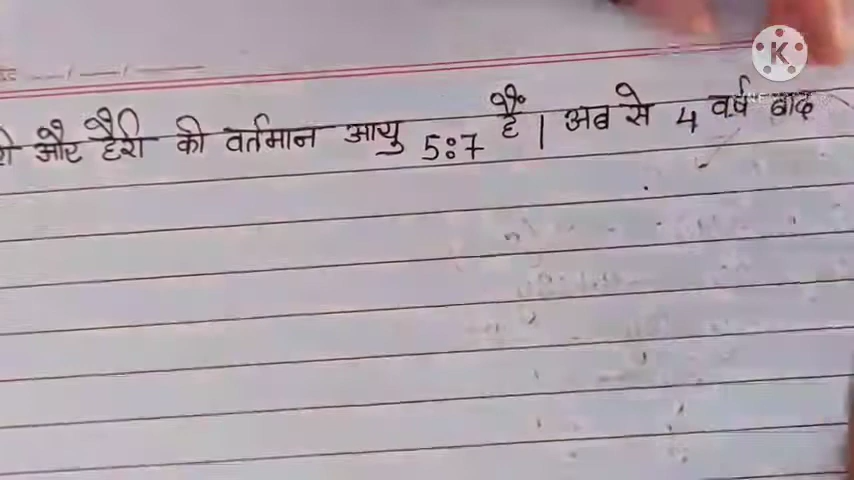 और हैरी की वर्तमान आयु 5:7 हैं। अब से 4 वर्ष बाद